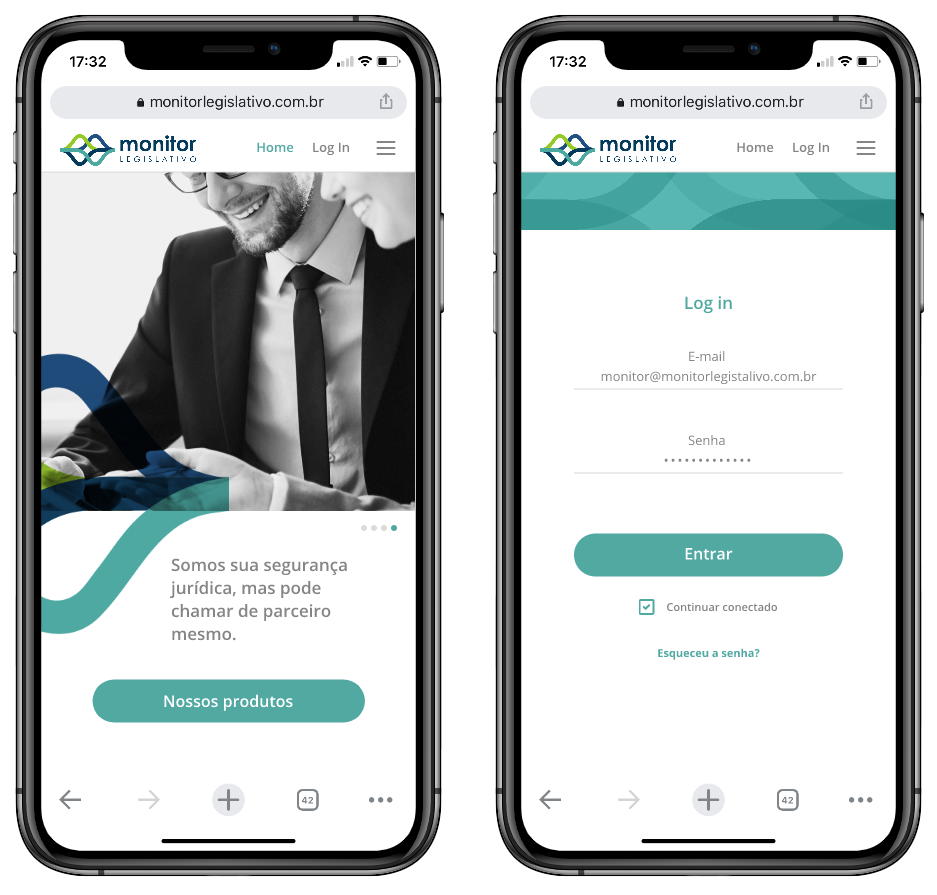 17:32
monitorlegislativo.com.br
monitor
LEGISLATIVO
Home
Log In
Somos sua segurança
jurídica, mas pode
chamar de parceiro
mesmo.
Nossos produtos
42
17:32
monitorlegislativo.com.br
monitor
LEGISLATIVO
Home
Log In
Log in
E-mail
monitor@monitorlegistalivo.com.br
Senha
Entrar
Continuar conectado
Esqueceu a senha?
42